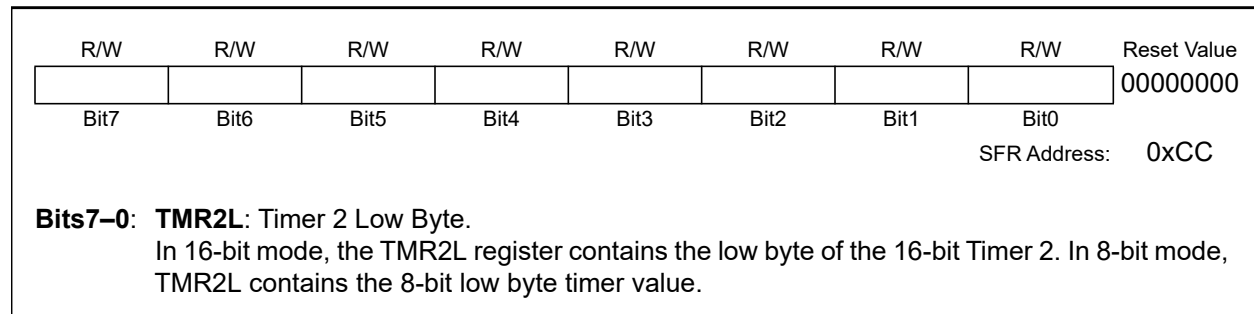 R/W R/W R/W R/W R/W R/W R/W R/W Reset Value
00000000
Bit7 Bit6 Bit5 Bit4 Bit3 Bit2 Bit1 Bit0
SFR Address: 0xCC
Bits7–0: TMR2L: Timer 2 Low Byte.
In 16-bit mode, the TMR2L register contains the low byte of the 16-bit Timer 2. In 8-bit mode,
TMR2L contains the 8-bit low byte timer value.